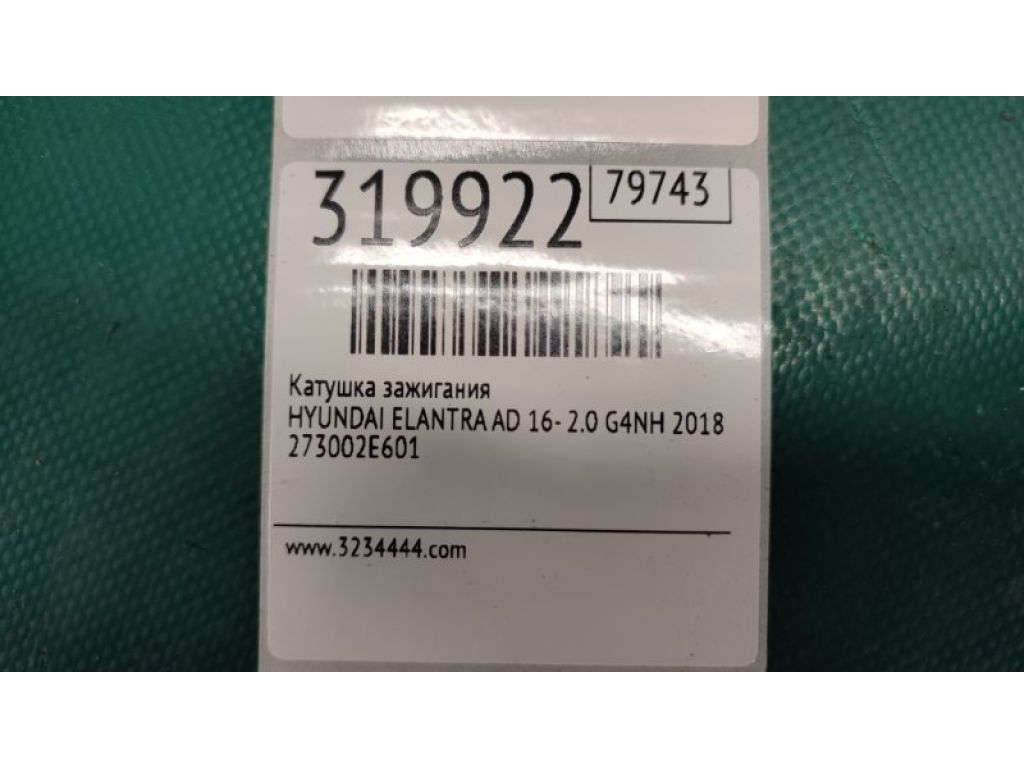 319922
79743
Катушка зажигания
HYUNDAI ELANTRA AD 16- 2.0 G4NH 2018
273002E601
www.3234444.com